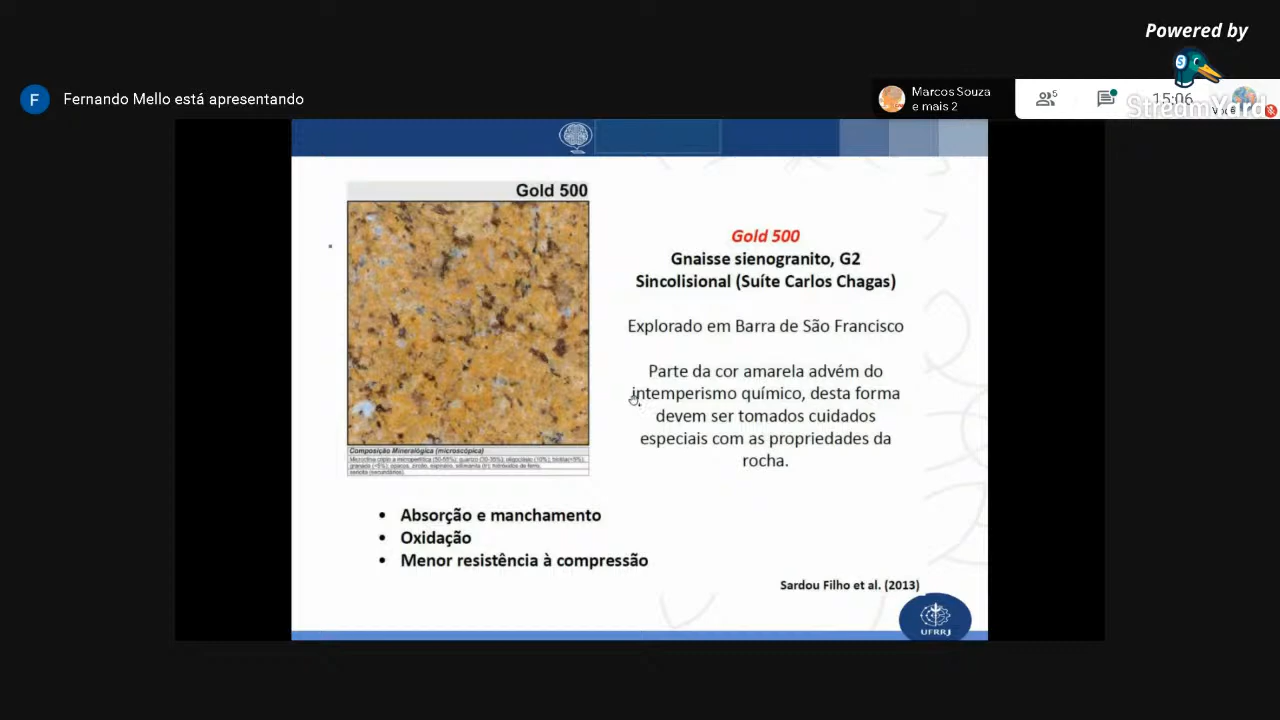 Powered by
Fernando Mello está apresentando
Marcos Souza
e mais 2
5
15:06
StreamYard
Você
Gold 500
Gold 500
Gnaisse sienogranito, G2
Sincolisional (Suíte Carlos Chagas)
Explorado em Barra de São Francisco
Parte da cor amarela advém do
intemperismo químico, desta forma
devem ser tomados cuidados
especiais com as propriedades da
rocha.
Composição Mineralógica (microscópica)
• Absorção e manchamento
• Oxidação
• Menor resistência à compressão
Sardou Filho et al. (2013)
UFRRJ